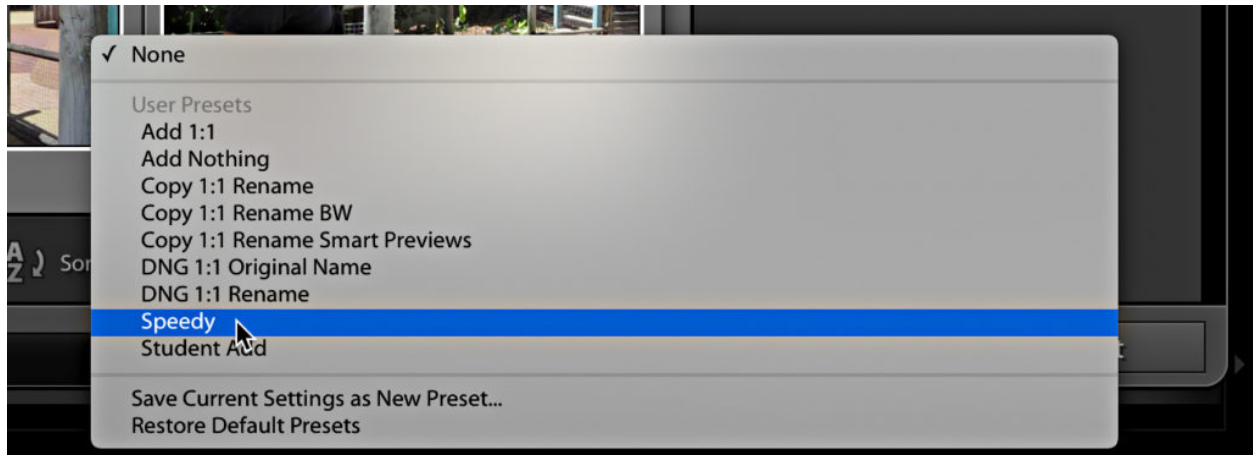 ✓ None
User Presets
Add 1:1
Add Nothing
Copy 1:1 Rename
Copy 1:1 Rename BW
Copy 1:1 Rename Smart Previews
DNG 1:1 Original Name
DNG 1:1 Rename
Speedy
Student Add
Save Current Settings as New Preset...
Restore Default Presets
A
Z